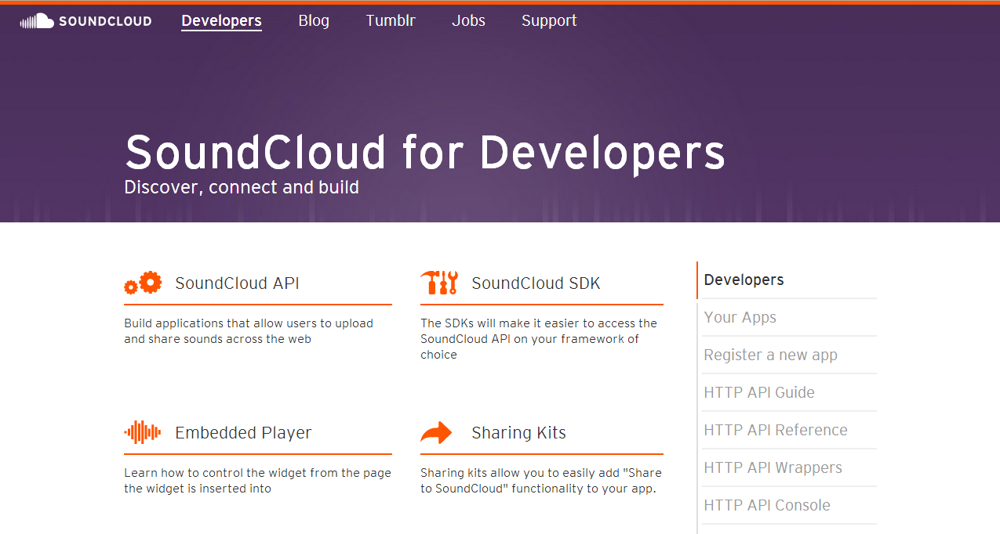 SOUNDCLOUD Developers Blog Tumblr Jobs Support
SoundCloud for Developers
Discover, connect and build
SoundCloud API
Build applications that allow users to upload
and share sounds across the web
SoundCloud SDK
The SDKs will make it easier to access the
SoundCloud API on your framework of
choice
Embedded Player
Learn how to control the widget from the page
the widget is inserted into
Sharing Kits
Sharing kits allow you to easily add "Share
to SoundCloud" functionality to your app.
Developers
Your Apps
Register a new app
HTTP API Guide
HTTP API Reference
HTTP API Wrappers
HTTP API Console